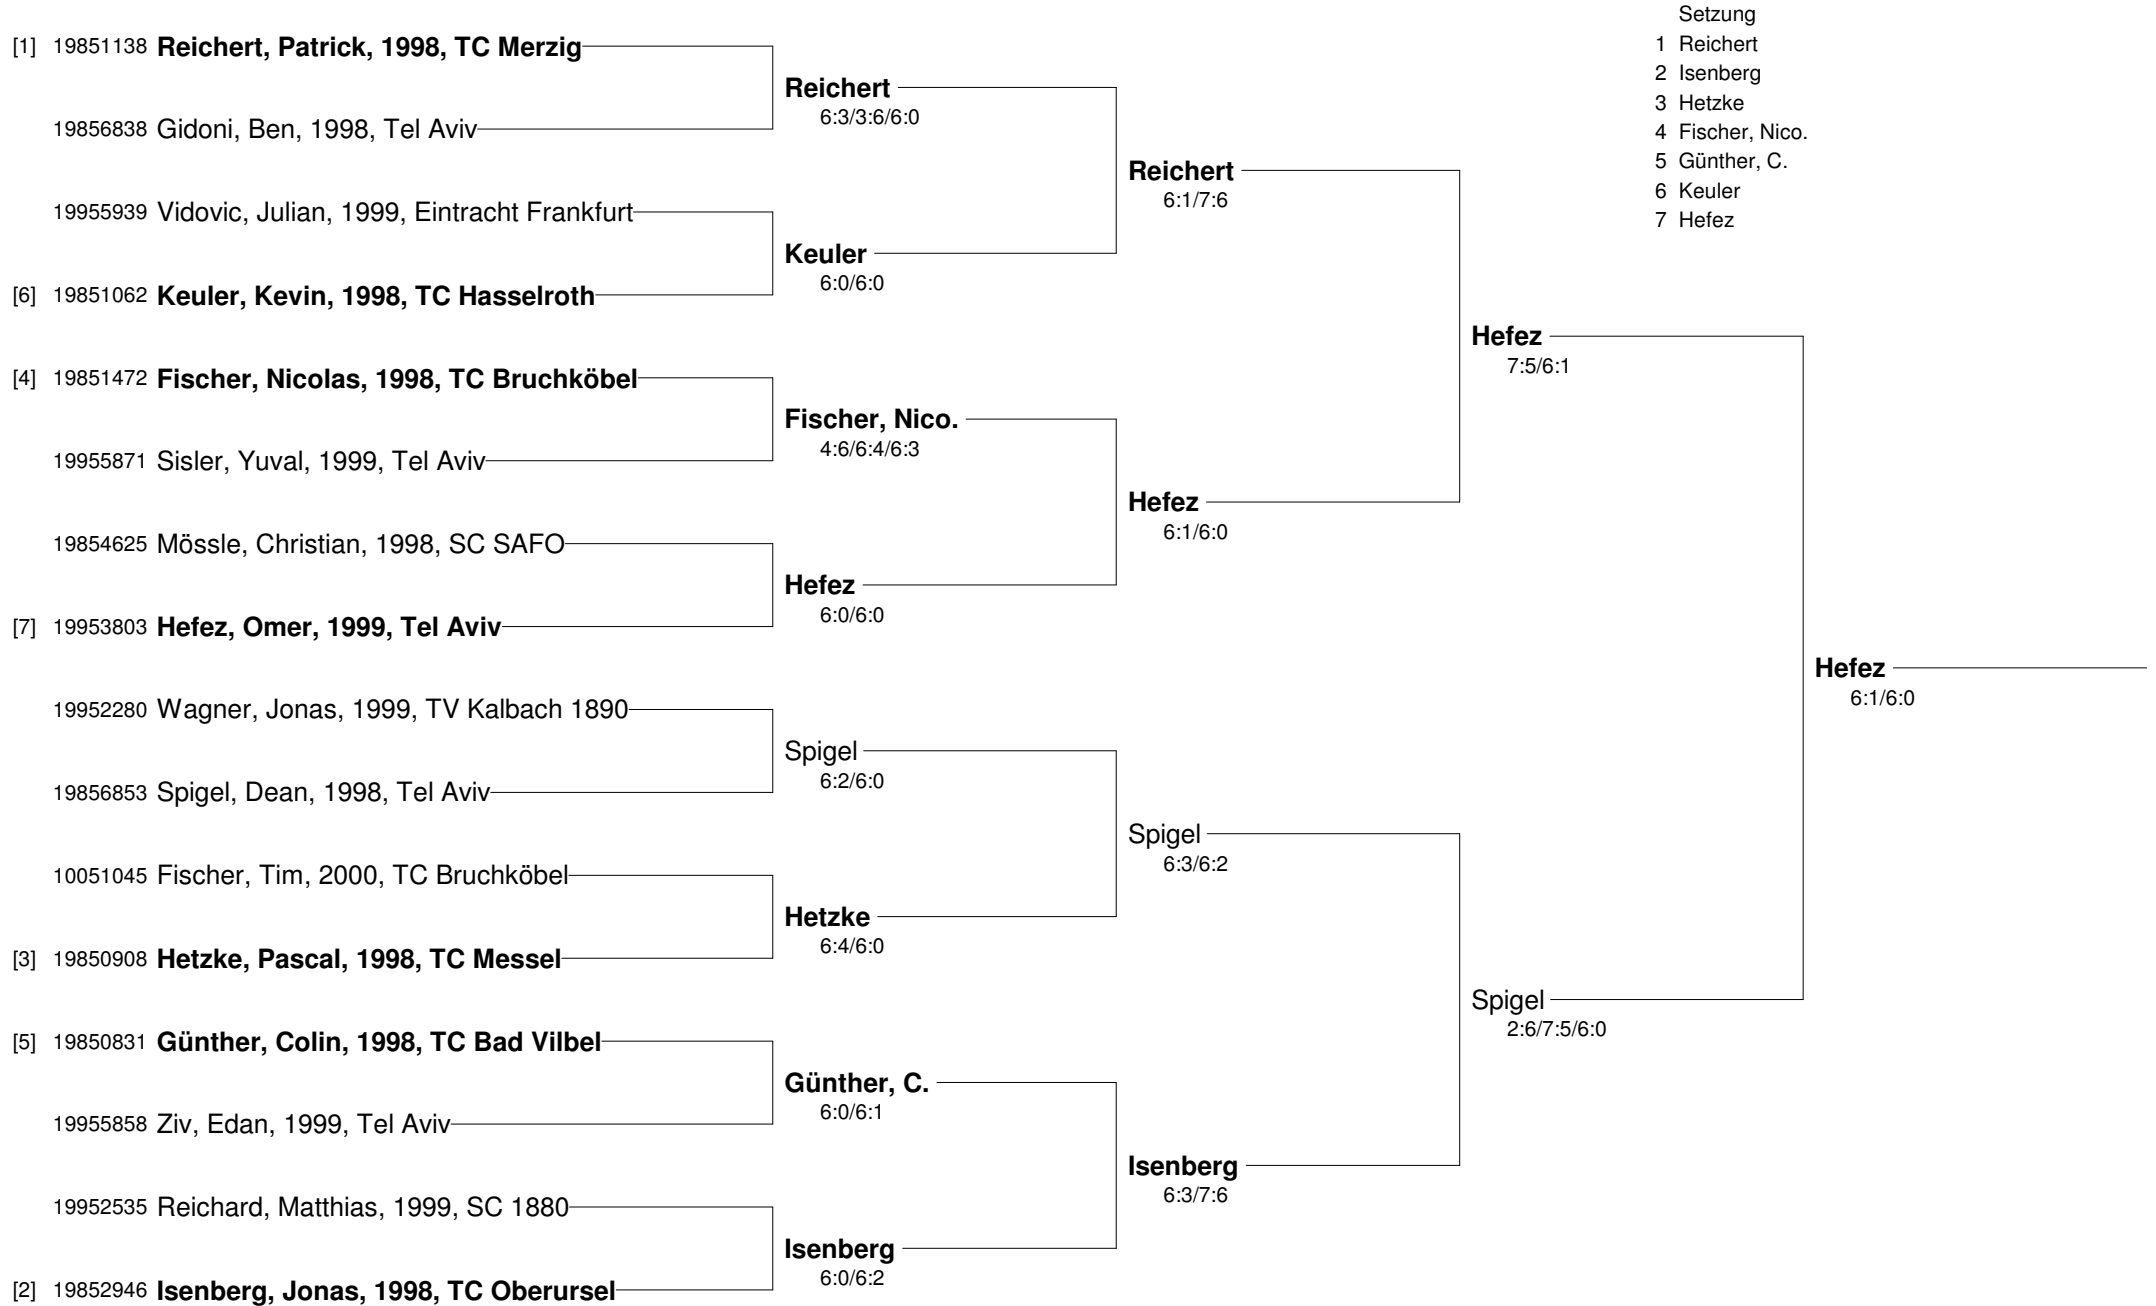 Setzung
1 Reichert
2 Isenberg
3 Hetzke
4 Fischer, Nico.
5 Günther, C.
6 Keuler
7 Hefez
[1] 19851138 Reichert, Patrick, 1998, TC Merzig
Reichert
6:3/3:6/6:0
19856838 Gidoni, Ben, 1998, Tel Aviv
Reichert
6:1/7:6
19955939 Vidovic, Julian, 1999, Eintracht Frankfurt
Keuler
6:0/6:0
[6] 19851062 Keuler, Kevin, 1998, TC Hasselroth
Hefez
7:5/6:1
[4] 19851472 Fischer, Nicolas, 1998, TC Bruchköbel
Fischer, Nico.
4:6/6:4/6:3
19955871 Sisler, Yuval, 1999, Tel Aviv
Hefez
6:1/6:0
19854625 Mössle, Christian, 1998, SC SAFO
Hefez
6:0/6:0
[7] 19953803 Hefez, Omer, 1999, Tel Aviv
Hefez
6:1/6:0
19952280 Wagner, Jonas, 1999, TV Kalbach 1890
Spigel
6:2/6:0
19856853 Spigel, Dean, 1998, Tel Aviv
Spigel
6:3/6:2
10051045 Fischer, Tim, 2000, TC Bruchköbel
Hetzke
6:4/6:0
[3] 19850908 Hetzke, Pascal, 1998, TC Messel
Spigel
2:6/7:5/6:0
[5] 19850831 Günther, Colin, 1998, TC Bad Vilbel
Günther, C.
6:0/6:1
19955858 Ziv, Edan, 1999, Tel Aviv
Isenberg
6:3/7:6
19952535 Reichard, Matthias, 1999, SC 1880
Isenberg
6:0/6:2
[2] 19852946 Isenberg, Jonas, 1998, TC Oberursel